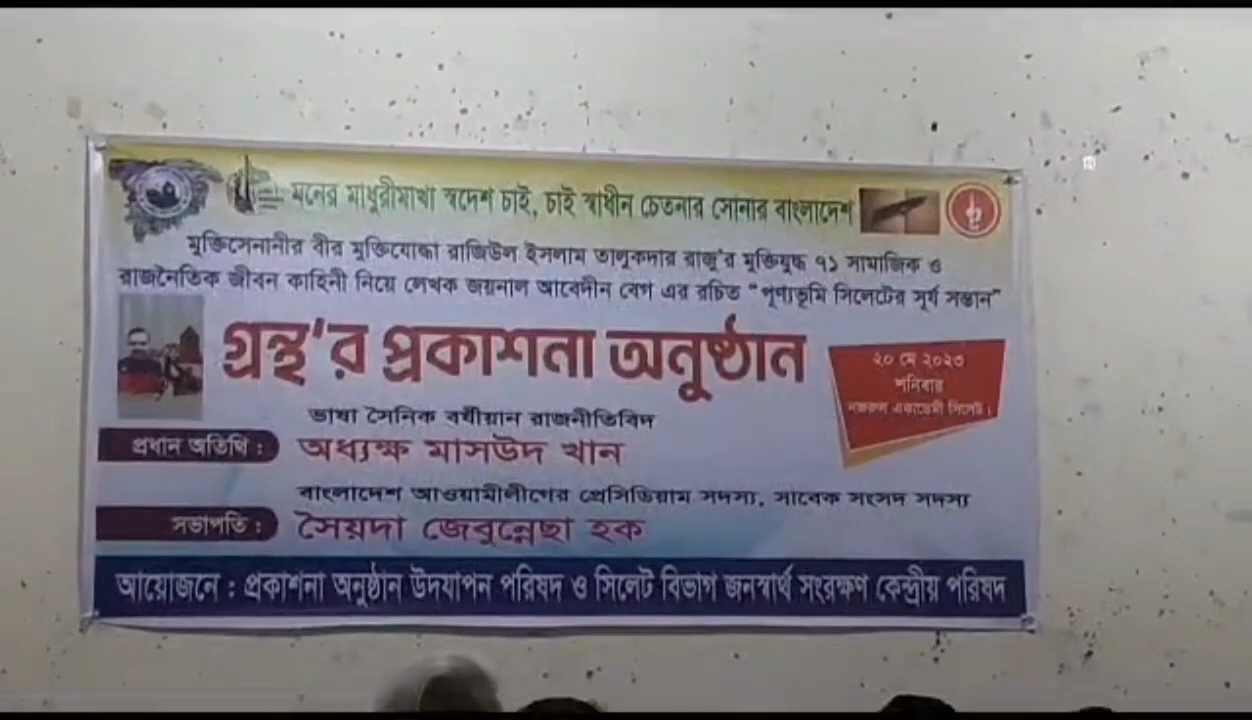 মনের মাধুরীমাখা স্বদেশ চাই, চাই স্বাধীন চেতনার সোনার বাংলাদেশ
মুক্তিসেনানীর বীর মুক্তিযোদ্ধা রাজিউল ইসলাম তালুকদার রাজু'র মুক্তিযুদ্ধ ৭১ সামাজিক ও
রাজনৈতিক জীবন কাহিনী নিয়ে লেখক জয়নাল আবেদীন বেগ এর রচিত "পূণ্যভূমি সিলেটের সূর্য সন্তান"
গ্রন্থ'র প্রকাশনা অনুষ্ঠান
২০ মে ২০২৩
শনিবার
নজরুল একাডেমী সিলেট।
ভাষা সৈনিক বর্ষীয়ান রাজনীতিবিদ
প্রধান অতিথি : অধ্যক্ষ মাসউদ খান
বাংলাদেশ আওয়ামীলীগের প্রেসিডিয়াম সদস্য, সাবেক সংসদ সদস্য
সভাপতি : সৈয়দা জেবুন্নেছা হক
আয়োজনে : প্রকাশনা অনুষ্ঠান উদযাপন পরিষদ ও সিলেট বিভাগ জনস্বার্থ সংরক্ষণ কেন্দ্রীয় পরিষদ